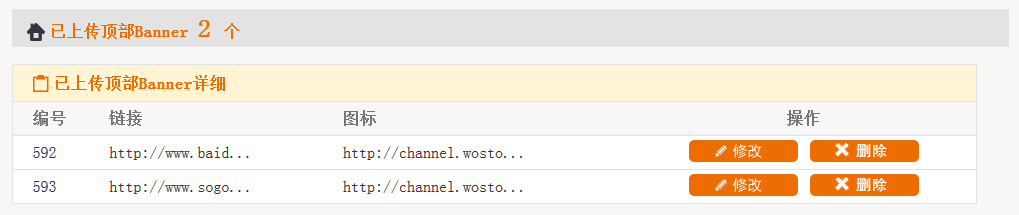 已上传顶部Banner 2 个
已上传顶部Banner详细
编号 链接 图标 操作
592 http://www.baid... http://channel.wosto... 修改 删除
593 http://www.sogo... http://channel.wosto... 修改 删除